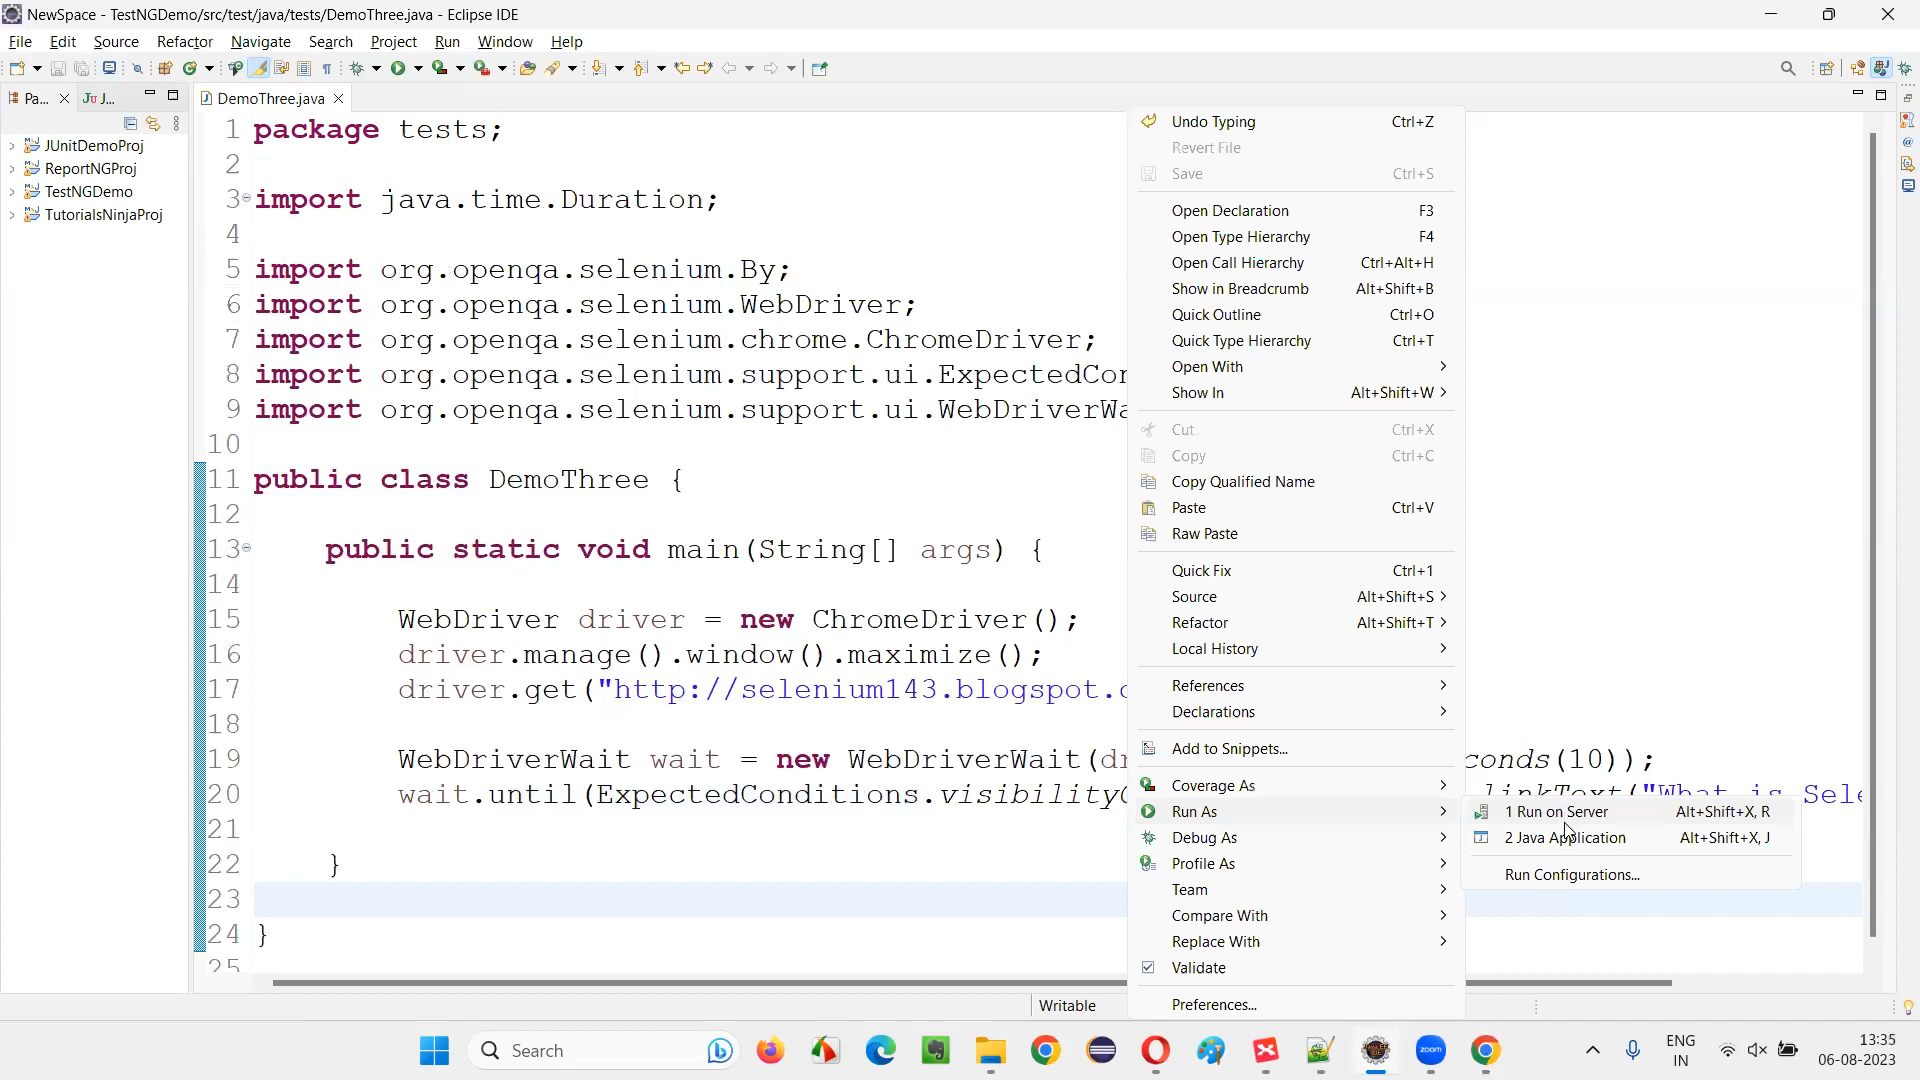 NewSpace - TestNGDemo/src/test/java/tests/DemoThree.java - Eclipse IDE
File Edit Source Refactor Navigate Search Project Run Window Help
Pa... J... DemoThree.java
JUnitDemoProj
ReportNGProj
TestNGDemo
TutorialsNinjaProj
1 package tests;
2
3 import java.time.Duration;
4
5 import org.openqa.selenium.By;
6 import org.openqa.selenium.WebDriver;
7 import org.openqa.selenium.chrome.ChromeDriver;
8 import org.openqa.selenium.support.ui.ExpectedCon
9 import org.openqa.selenium.support.ui.WebDriverWa
10
11 public class DemoThree {
12
13 public static void main(String[] args) {
14
15 WebDriver driver = new ChromeDriver();
16 driver.manage().window().maximize();
17 driver.get("http://selenium143.blogspot.c
18
19 WebDriverWait wait = new WebDriverWait(dr conds(10));
20 wait.until(ExpectedConditions.visibilityO linkText("What is Sele
21
22 }
23
24 }
25
Undo Typing Ctrl+Z
Revert File
Save Ctrl+S
Open Declaration F3
Open Type Hierarchy F4
Open Call Hierarchy Ctrl+Alt+H
Show in Breadcrumb Alt+Shift+B
Quick Outline Ctrl+O
Quick Type Hierarchy Ctrl+T
Open With
Show In Alt+Shift+W
Cut Ctrl+X
Copy Ctrl+C
Copy Qualified Name
Paste Ctrl+V
Raw Paste
Quick Fix Ctrl+1
Source Alt+Shift+S
Refactor Alt+Shift+T
Local History
References
Declarations
Add to Snippets...
Coverage As
Run As
Debug As
Profile As
Team
Compare With
Replace With
Validate
Preferences...
1 Run on Server Alt+Shift+X, R
2 Java Application Alt+Shift+X, J
Run Configurations...
Writable
Search
zoom
ENG
IN
13:35
06-08-2023